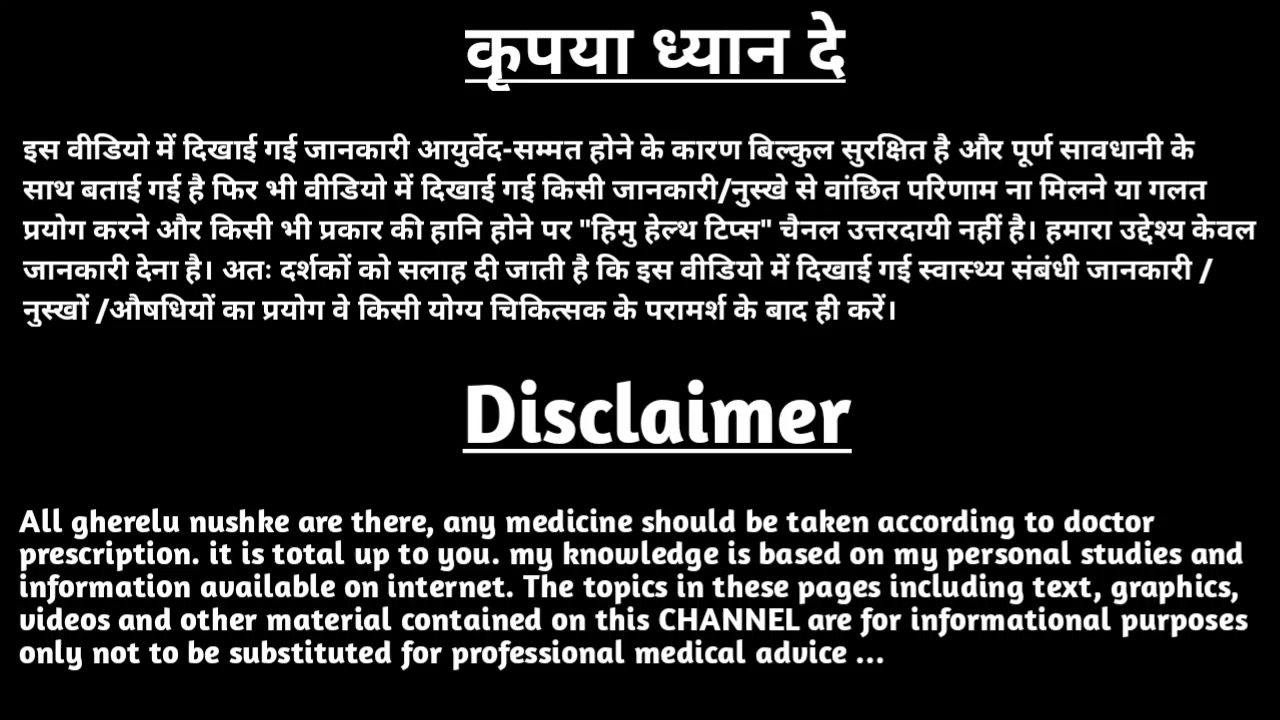 कृपया ध्यान दे
इस वीडियो में दिखाई गई जानकारी आयुर्वेद-सम्मत होने के कारण बिल्कुल सुरक्षित है और पूर्ण सावधानी के
साथ बताई गई है फिर भी वीडियो में दिखाई गई किसी जानकारी/नुस्खे से वांछित परिणाम ना मिलने या गलत
प्रयोग करने और किसी भी प्रकार की हानि होने पर "हिमु हेल्थ टिप्स" चैनल उत्तरदायी नहीं है। हमारा उद्देश्य केवल
जानकारी देना है। अतः दर्शकों को सलाह दी जाती है कि इस वीडियो में दिखाई गई स्वास्थ्य संबंधी जानकारी /
नुस्खों /औषधियों का प्रयोग वे किसी योग्य चिकित्सक के परामर्श के बाद ही करें।
Disclaimer
All gherelu nushke are there, any medicine should be taken according to doctor
prescription. it is total up to you. my knowledge is based on my personal studies and
information available on internet. The topics in these pages including text, graphics,
videos and other material contained on this CHANNEL are for informational purposes
only not to be substituted for professional medical advice ...